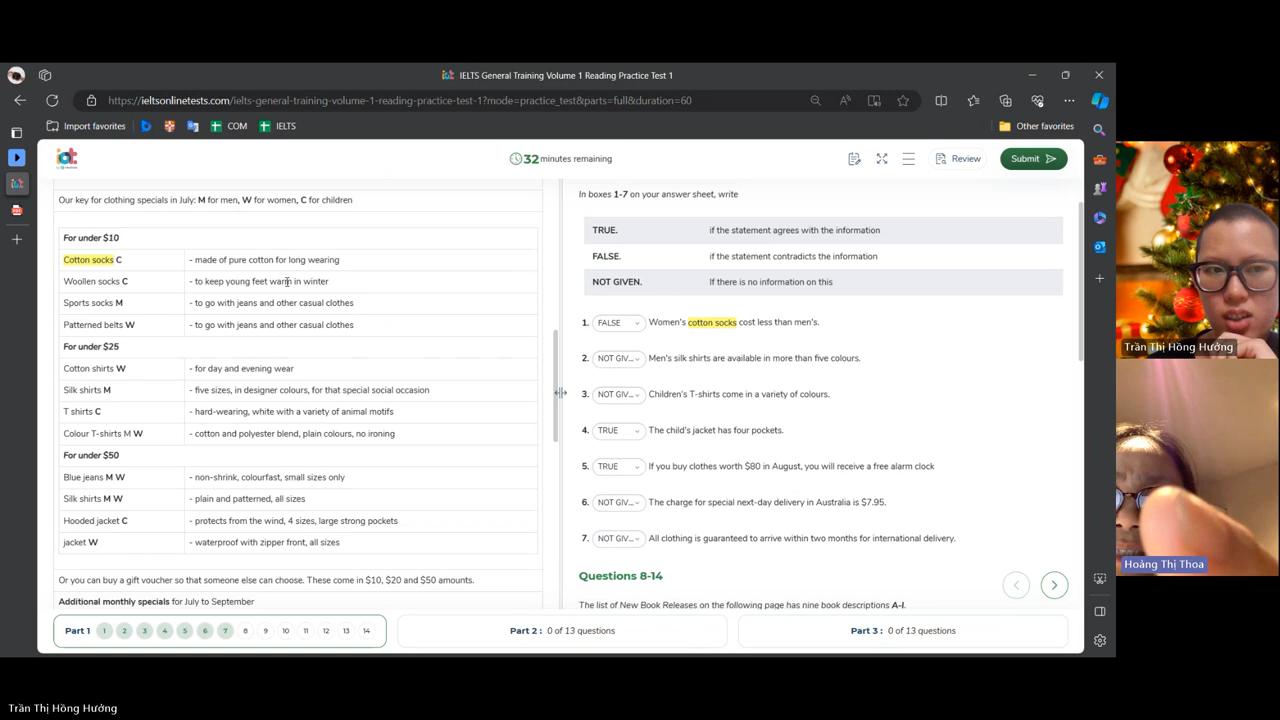 IELTS General Training Volume 1 Reading Practice Test 1
https://ieltsonlinetests.com/ielts-general-training-volume-1-reading-practice-test-1?mode=practice_test&parts=full&duration=60
Import favorites
COM
IELTS
Other favorites
iot
32 minutes remaining
Review
Submit
Our key for clothing specials in July: M for men, W for women, C for children
For under $10
Cotton socks C - made of pure cotton for long wearing
Woollen socks C - to keep young feet warm in winter
Sports socks M - to go with jeans and other casual clothes
Patterned belts W - to go with jeans and other casual clothes
For under $25
Cotton shirts W - for day and evening wear
Silk shirts M - five sizes, in designer colours, for that special social occasion
T shirts C - hard-wearing, white with a variety of animal motifs
Colour T-shirts M W - cotton and polyester blend, plain colours, no ironing
For under $50
Blue jeans M W - non-shrink, colourfast, small sizes only
Silk shirts M W - plain and patterned, all sizes
Hooded jacket C - protects from the wind, 4 sizes, large strong pockets
jacket W - waterproof with zipper front, all sizes
Or you can buy a gift voucher so that someone else can choose. These come in $10, $20 and $50 amounts.
Additional monthly specials for July to September
In boxes 1-7 on your answer sheet, write
TRUE. if the statement agrees with the information
FALSE. if the statement contradicts the information
NOT GIVEN. If there is no information on this
1. FALSE Women's cotton socks cost less than men's.
2. NOT GIV... Men's silk shirts are available in more than five colours.
3. NOT GIV... Children's T-shirts come in a variety of colours.
4. TRUE The child's jacket has four pockets.
5. TRUE If you buy clothes worth $80 in August, you will receive a free alarm clock
6. NOT GIV... The charge for special next-day delivery in Australia is $7.95.
7. NOT GIV... All clothing is guaranteed to arrive within two months for international delivery.
Questions 8-14
The list of New Book Releases on the following page has nine book descriptions A-I.
Part 1 1 2 3 4 5 6 7 8 9 10 11 12 13 14
Part 2 : 0 of 13 questions
Part 3 : 0 of 13 questions
Trần Thị Hồng Hưởng
Hoàng Thị Thoa
Trần Thị Hồng Hưởng